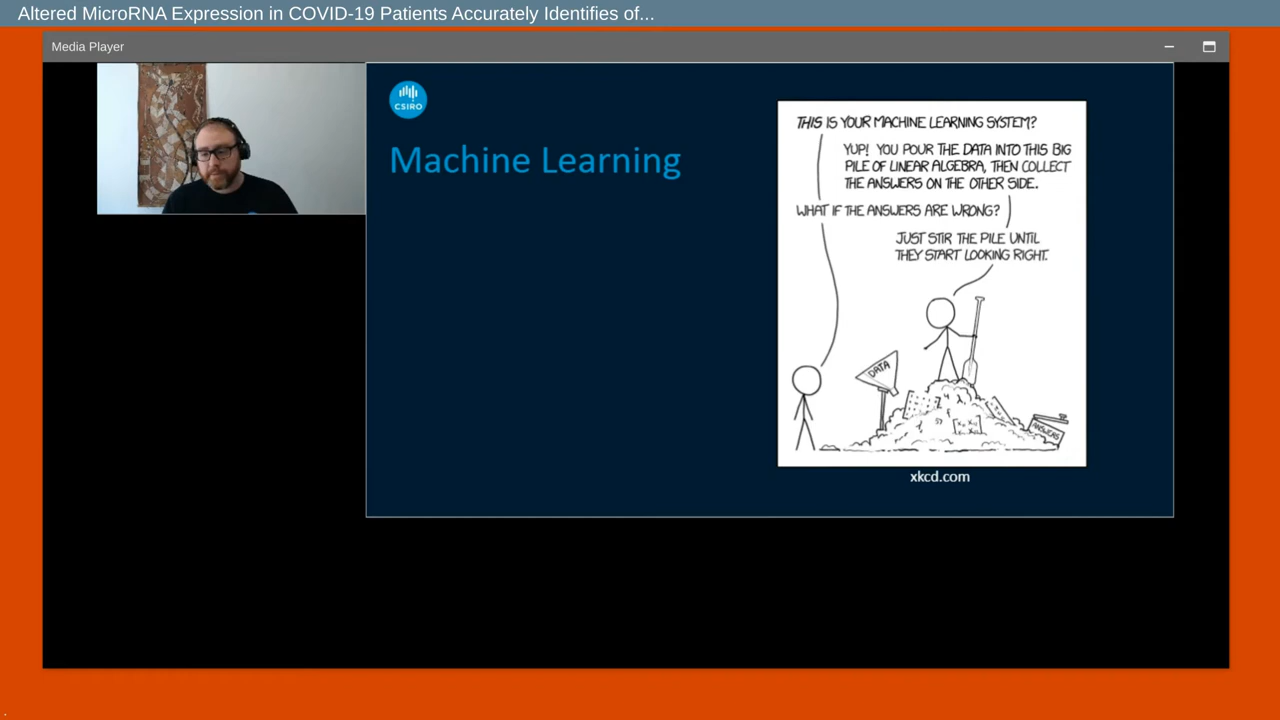 Altered MicroRNA Expression in COVID-19 Patients Accurately Identifies of...
Media Player
CSIRO
Machine Learning
THIS IS YOUR MACHINE LEARNING SYSTEM?
YUP! YOU POUR THE DATA INTO THIS BIG
PILE OF LINEAR ALGEBRA, THEN COLLECT
THE ANSWERS ON THE OTHER SIDE.
WHAT IF THE ANSWERS ARE WRONG?
JUST STIR THE PILE UNTIL
THEY START LOOKING RIGHT.
DATA
ANSWERS
xkcd.com